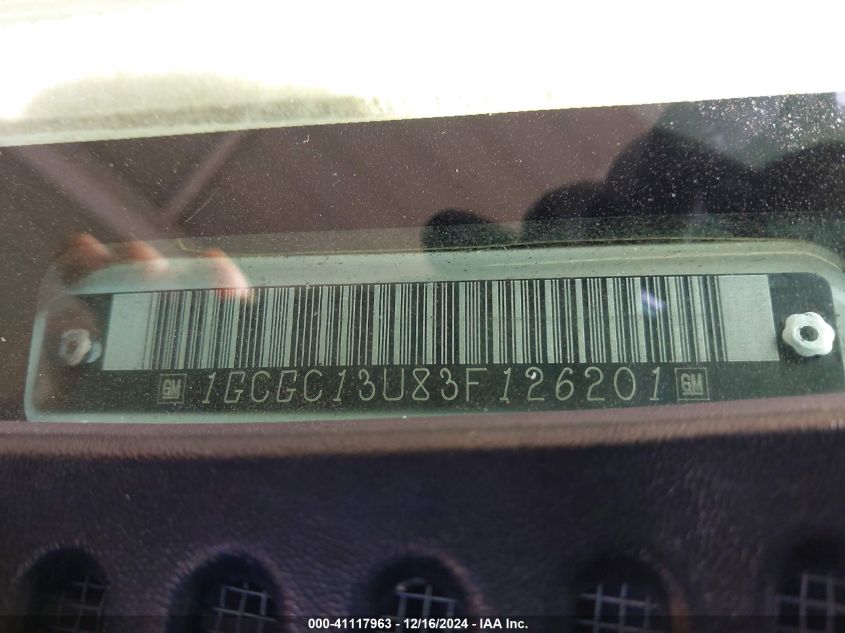 GM 1GCGC13U83F126201 GM
000-41117963 - 12/16/2024 - IAA Inc.